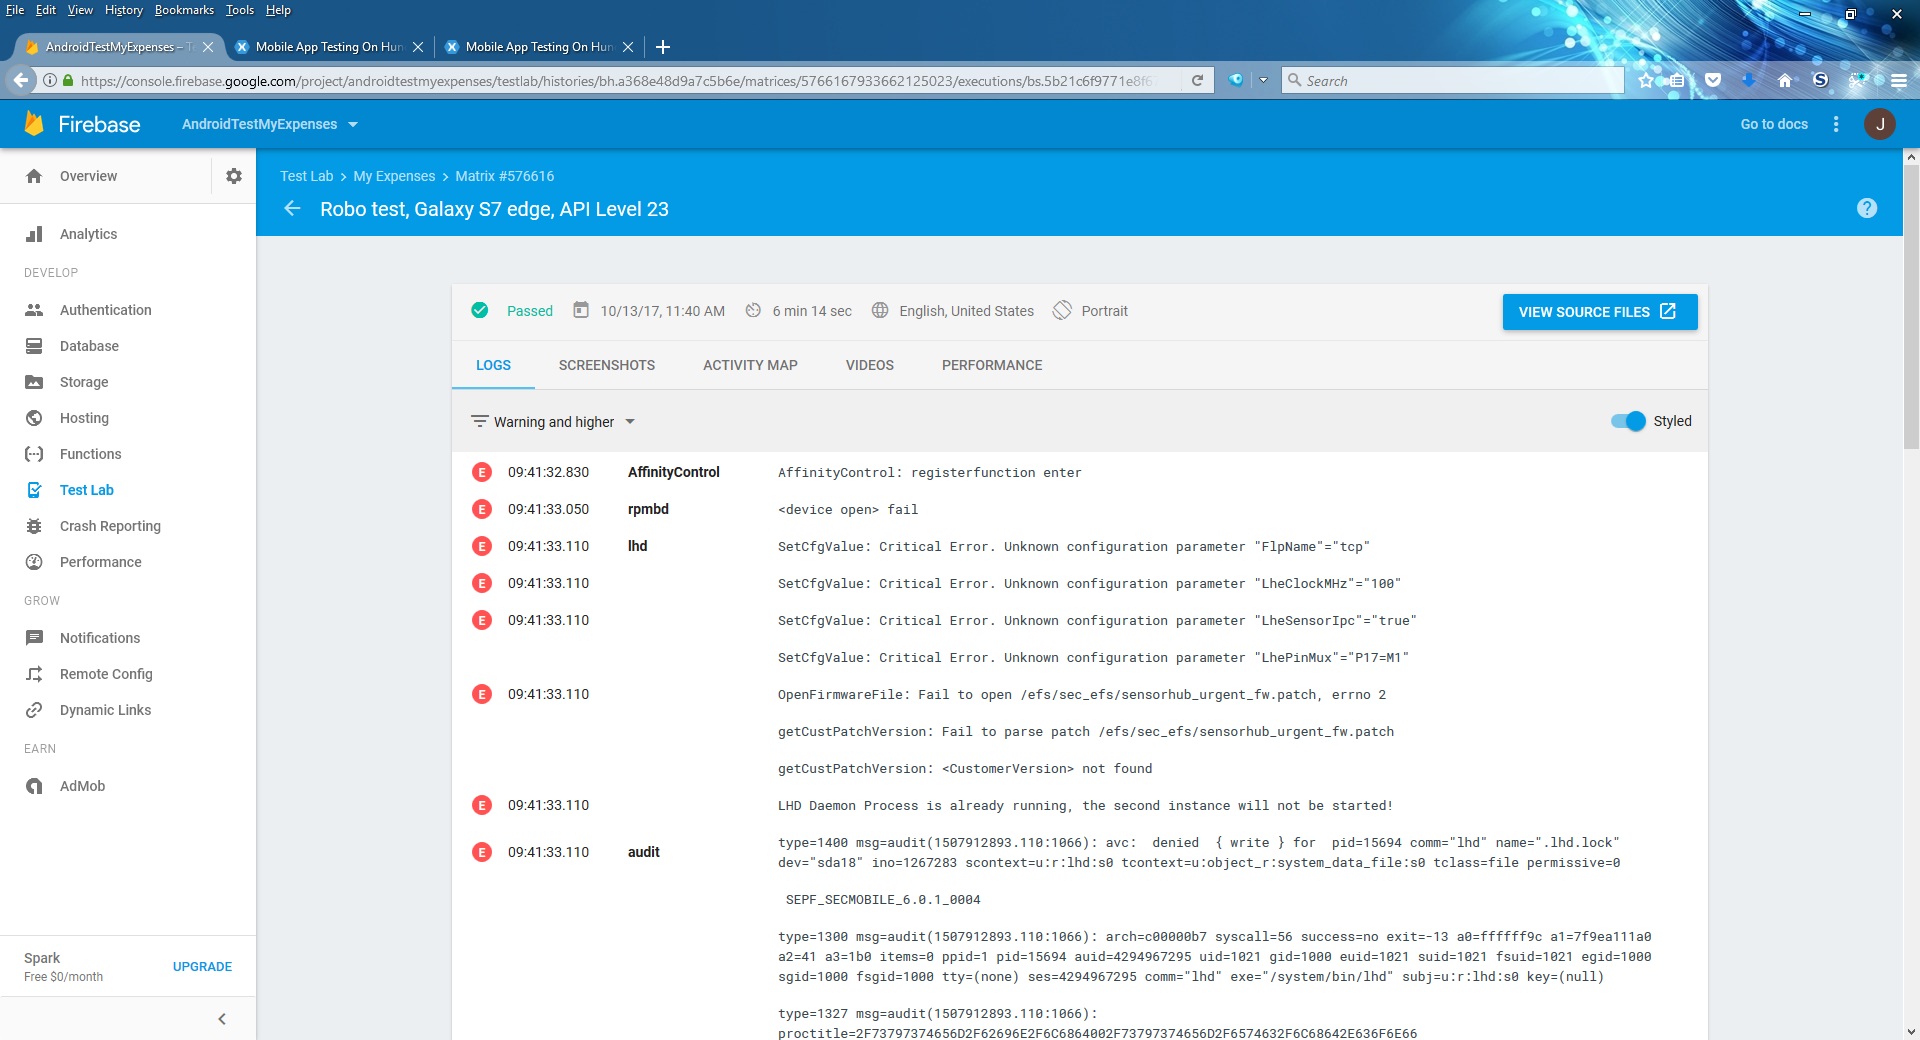 File Edit View History Bookmarks Tools Help
AndroidTestMyExpenses – Te
Mobile App Testing On Hun
Mobile App Testing On Hun
https://console.firebase.google.com/project/androidtestmyexpenses/testlab/histories/bh.a368e48d9a7c5b6e/matrices/5766167933662125023/executions/bs.5b21c6f9771e8f67
Search
Firebase
AndroidTestMyExpenses
Go to docs
J
Overview
Analytics
DEVELOP
Authentication
Database
Storage
Hosting
Functions
Test Lab
Crash Reporting
Performance
GROW
Notifications
Remote Config
Dynamic Links
EARN
AdMob
Spark
Free $0/month
UPGRADE
Test Lab > My Expenses > Matrix #576616
Robo test, Galaxy S7 edge, API Level 23
Passed 10/13/17, 11:40 AM 6 min 14 sec English, United States Portrait
VIEW SOURCE FILES
LOGS SCREENSHOTS ACTIVITY MAP VIDEOS PERFORMANCE
Warning and higher
Styled
E 09:41:32.830 AffinityControl AffinityControl: registerfunction enter
E 09:41:33.050 rpmbd <device open> fail
E 09:41:33.110 lhd SetCfgValue: Critical Error. Unknown configuration parameter "FlpName"="tcp"
E 09:41:33.110 SetCfgValue: Critical Error. Unknown configuration parameter "LheClockMHz"="100"
E 09:41:33.110 SetCfgValue: Critical Error. Unknown configuration parameter "LheSensorIpc"="true"
SetCfgValue: Critical Error. Unknown configuration parameter "LhePinMux"="P17=M1"
E 09:41:33.110 OpenFirmwareFile: Fail to open /efs/sec_efs/sensorhub_urgent_fw.patch, errno 2
getCustPatchVersion: Fail to parse patch /efs/sec_efs/sensorhub_urgent_fw.patch
getCustPatchVersion: <CustomerVersion> not found
E 09:41:33.110 LHD Daemon Process is already running, the second instance will not be started!
E 09:41:33.110 audit type=1400 msg=audit(1507912893.110:1066): avc: denied { write } for pid=15694 comm="lhd" name=".lhd.lock"
dev="sda18" ino=1267283 scontext=u:r:lhd:s0 tcontext=u:object_r:system_data_file:s0 tclass=file permissive=0
SEPF_SECMOBILE_6.0.1_0004
type=1300 msg=audit(1507912893.110:1066): arch=c00000b7 syscall=56 success=no exit=-13 a0=ffffff9c a1=7f9ea111a0
a2=41 a3=1b0 items=0 ppid=1 pid=15694 auid=4294967295 uid=1021 gid=1000 euid=1021 suid=1021 fsuid=1021 egid=1000
sgid=1000 fsgid=1000 tty=(none) ses=4294967295 comm="lhd" exe="/system/bin/lhd" subj=u:r:lhd:s0 key=(null)
type=1327 msg=audit(1507912893.110:1066):
proctitle=2F73797374656D2F62696E2F6C6864002F73797374656D2F6574632F6C68642E636F6E66